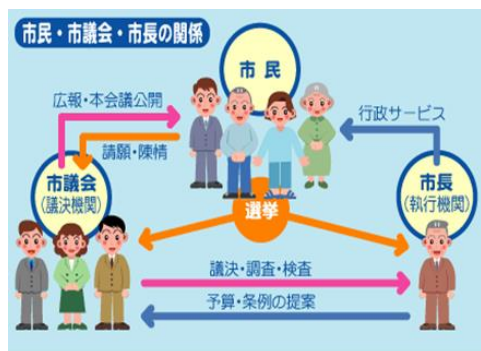 市民・市議会・市長の関係
市民
広報・本会議公開
行政サービス
請願・陳情
市議会
(議決機関)
選挙
市長
(執行機関)
議決・調査・検査
予算・条例の提案